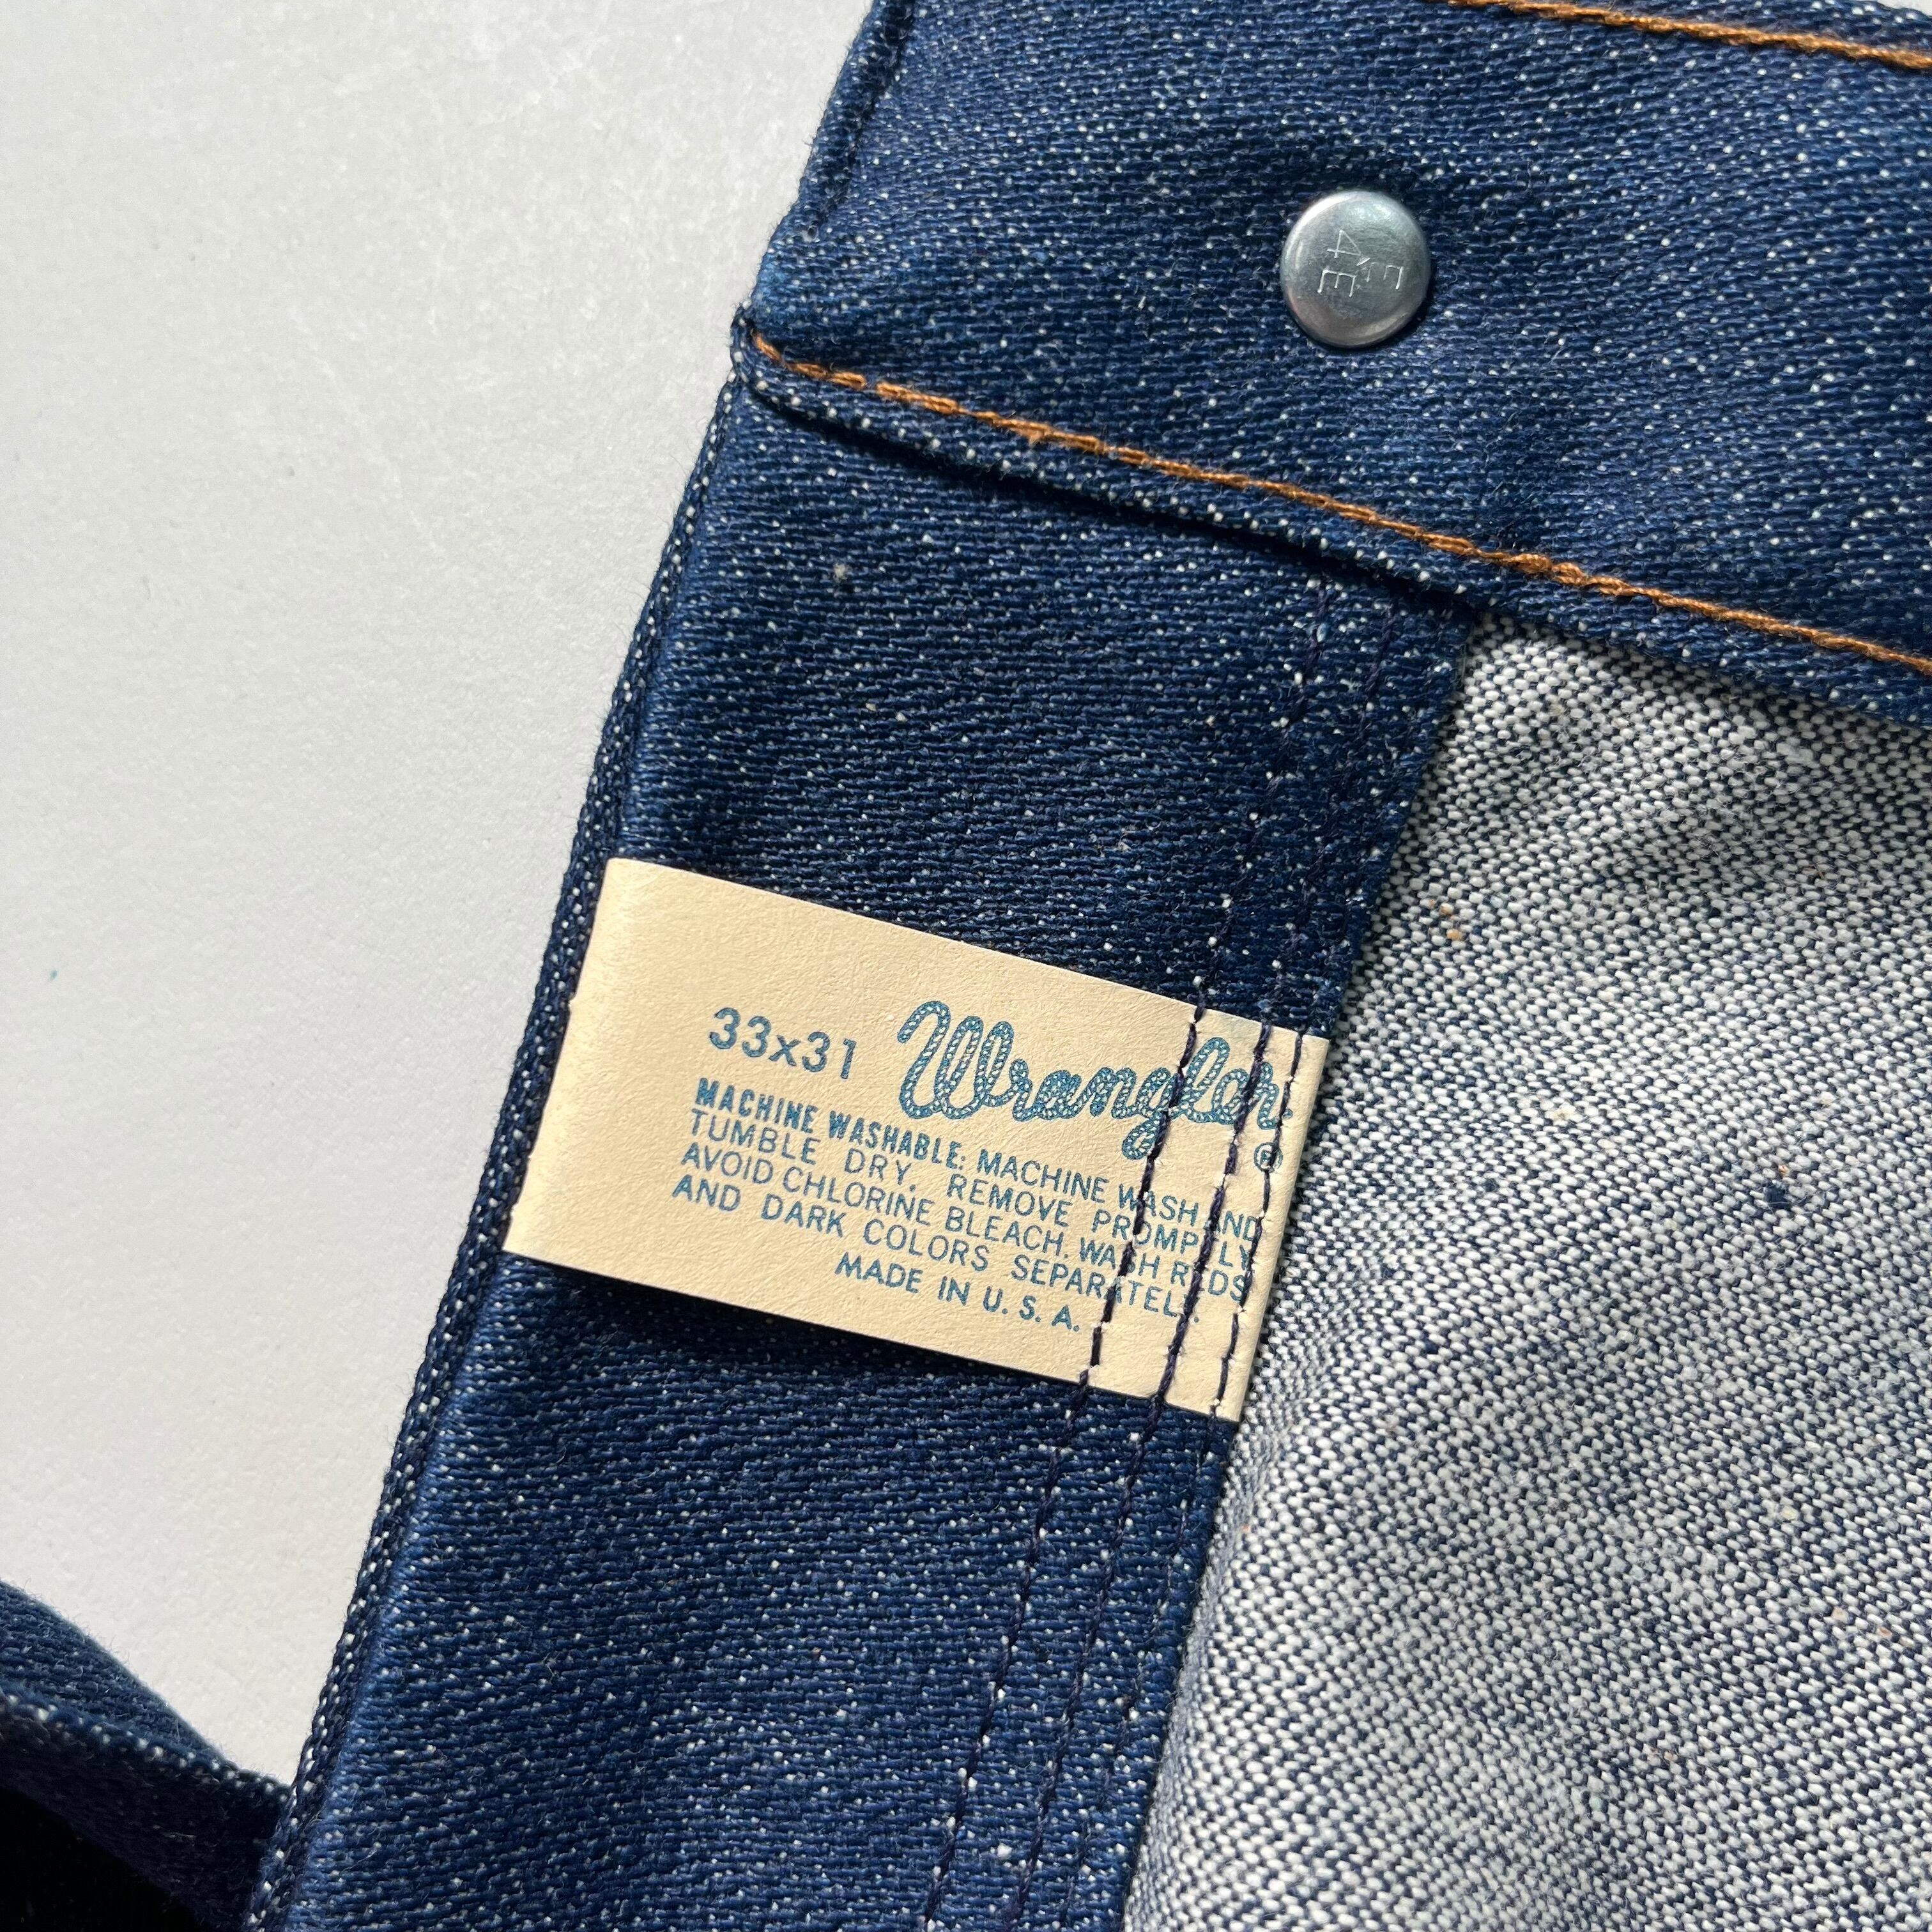 33x31 Wrangler®
MACHINE WASHABLE: MACHINE WASH AND
TUMBLE DRY. REMOVE PROMPTLY
AVOID CHLORINE BLEACH. WASH REDS
AND DARK COLORS SEPARATELY.
MADE IN U. S. A.